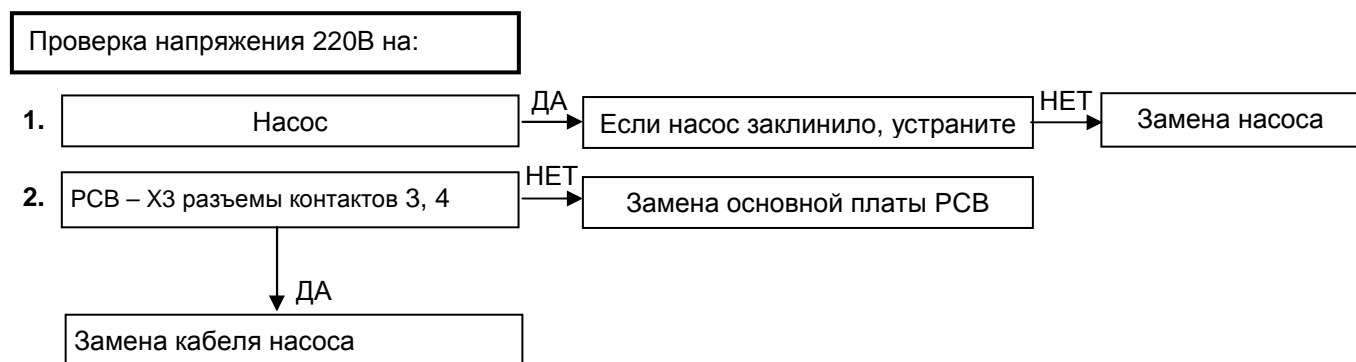 Проверка напряжения 220В на:
1. Насос ДА Если насос заклинило, устраните НЕТ Замена насоса
2. PCB – X3 разъемы контактов 3, 4 НЕТ Замена основной платы PCB
ДА
Замена кабеля насоса